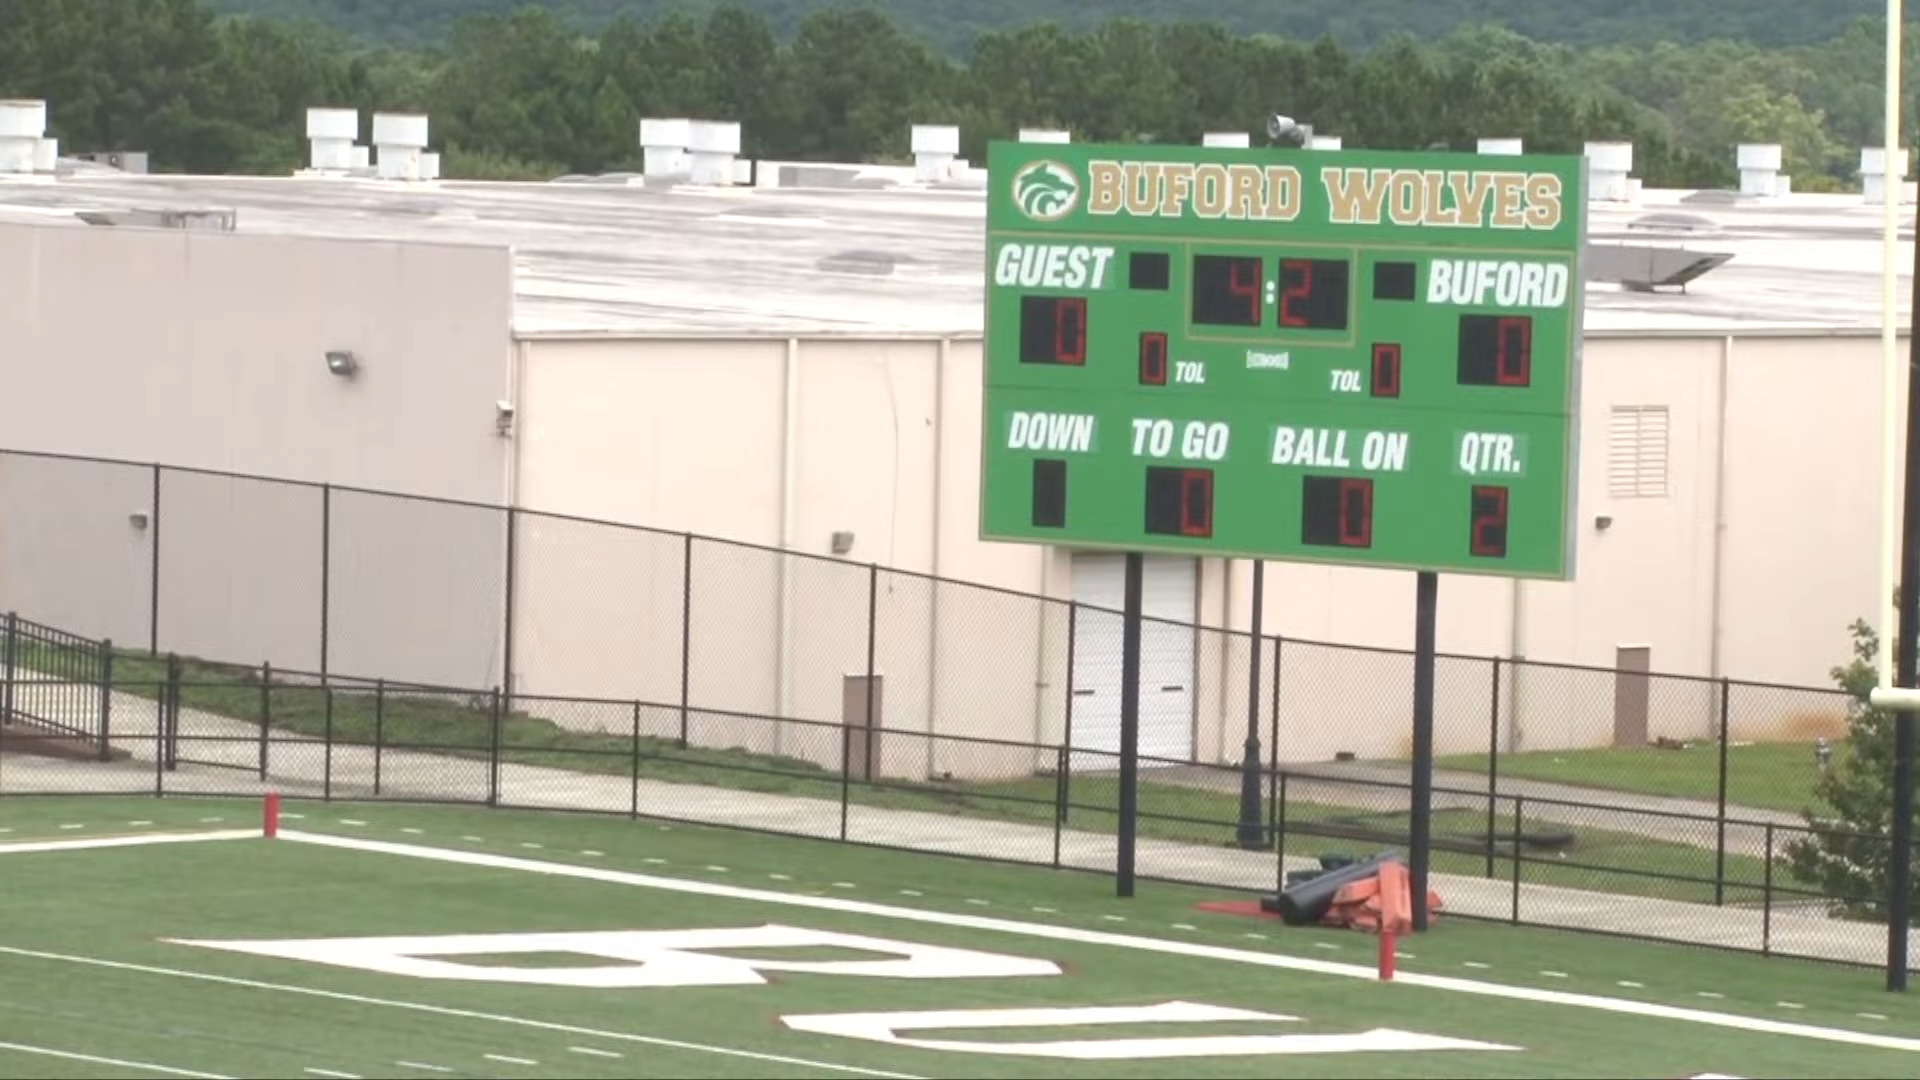 BUFORD WOLVES
GUEST 4:2 BUFORD
0 0 TOL TOL 0 0
DOWN TO GO BALL ON QTR.
0 0 2
BU